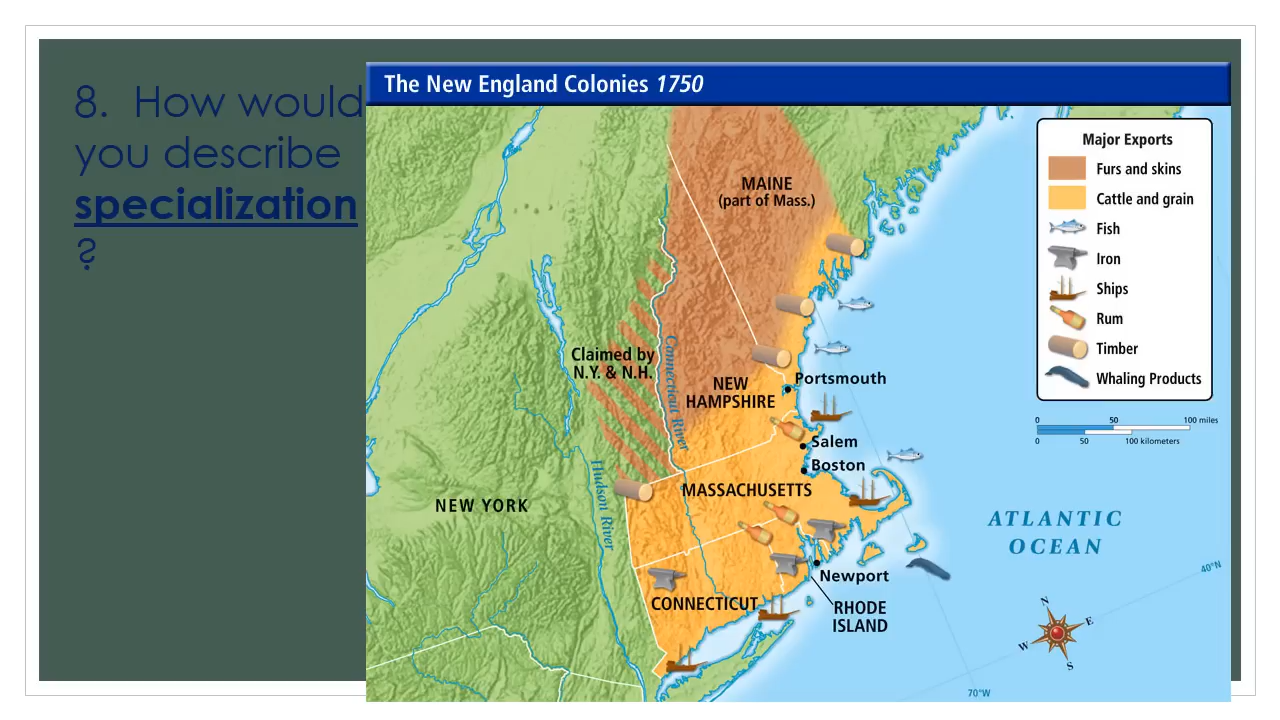 8.  How would
you describe
specialization
?
The New England Colonies 1750
Major Exports
Furs and skins
Cattle and grain
Fish
Iron
Ships
Rum
Timber
Whaling Products
0 50 100 miles
0 50 100 kilometers
MAINE
(part of Mass.)
Claimed by
N.Y. & N.H.
Connecticut River
NEW
HAMPSHIRE
Portsmouth
Salem
Boston
MASSACHUSETTS
NEW YORK
Hudson River
ATLANTIC
OCEAN
40°N
Newport
CONNECTICUT
RHODE
ISLAND
N
E
W
S
70°W